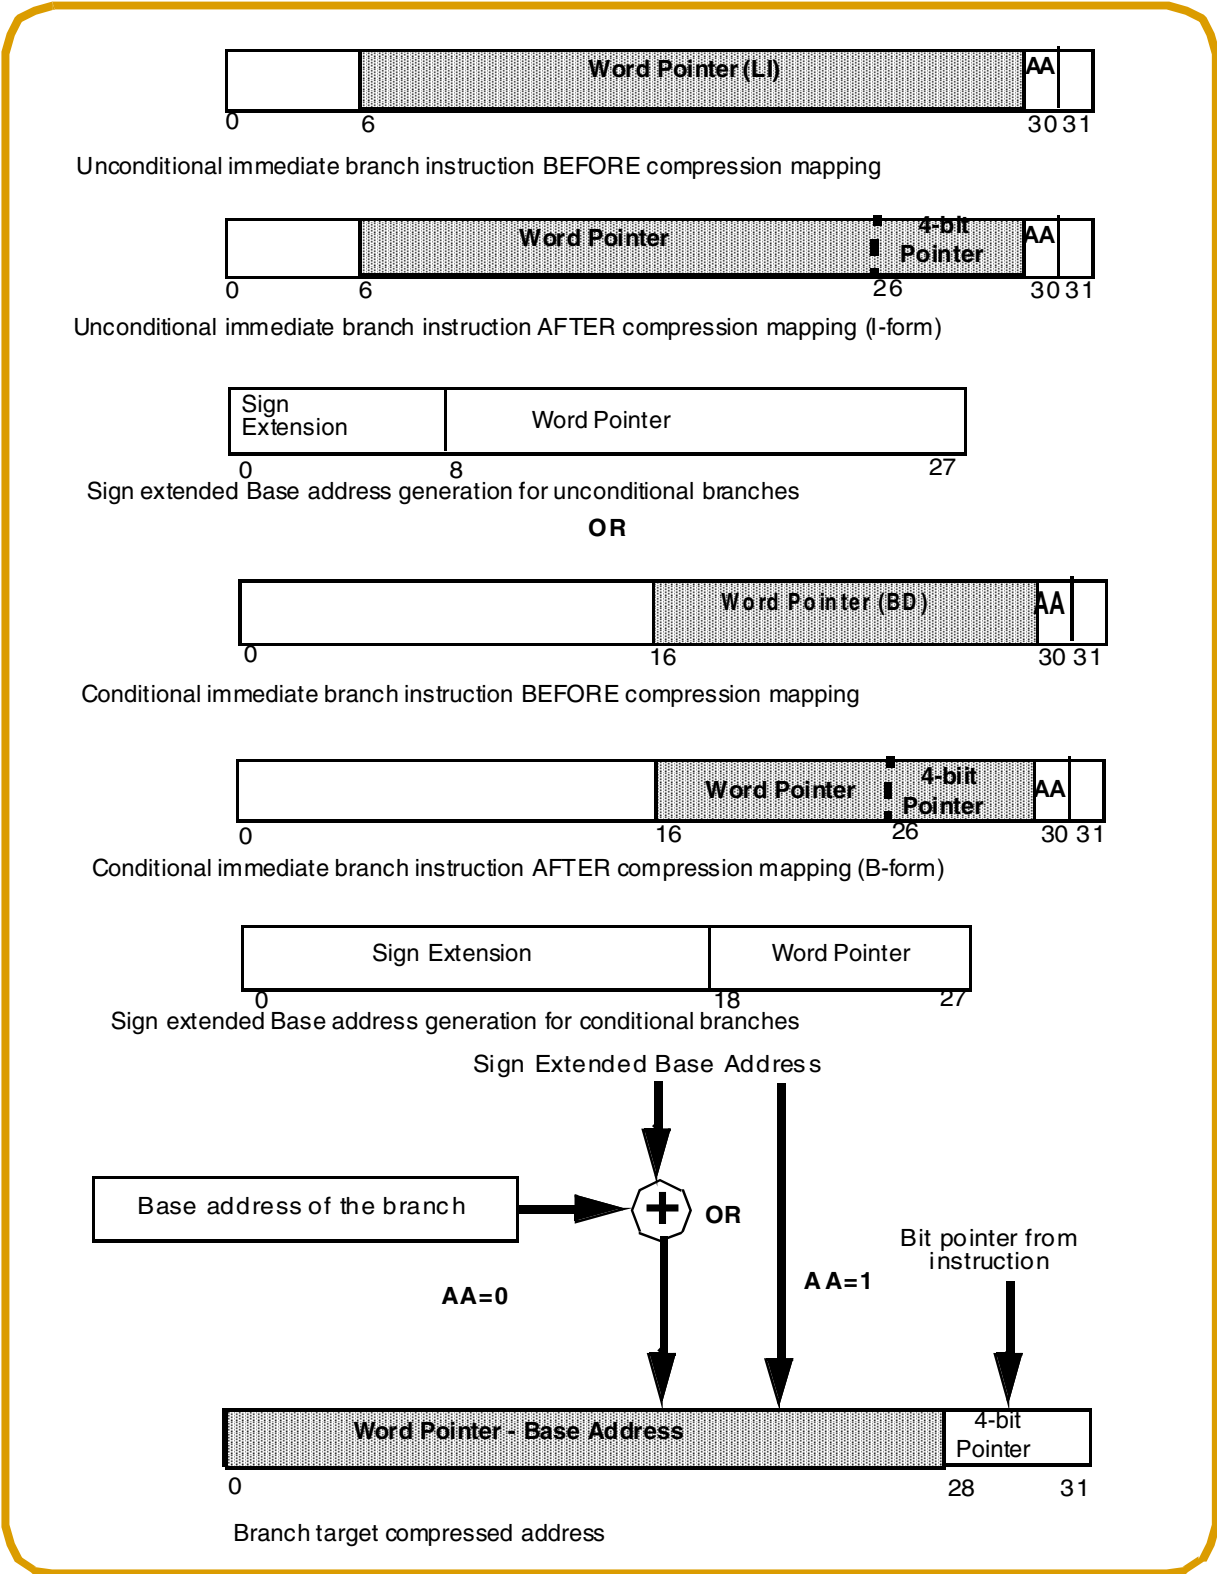 Word Pointer (LI) AA
0 6 30 31
Unconditional immediate branch instruction BEFORE compression mapping
Word Pointer 4-bit Pointer AA
0 6 26 30 31
Unconditional immediate branch instruction AFTER compression mapping (I-form)
Sign
Extension
Word Pointer
0 8 27
Sign extended Base address generation for unconditional branches
OR
Word Pointer (BD) AA
0 16 30 31
Conditional immediate branch instruction BEFORE compression mapping
Word Pointer 4-biit Pointer AA
0 16 26 30 31
Conditional immediate branch instruction AFTER compression mapping (B-form)
Sign Extension Word Pointer
0 18 27
Sign extended Base address generation for conditional branches
Sign Extended Base Address
Base address of the branch
+ OR
Bit pointer from
instruction
AA=0
AA=1
Word Pointer - Base Address
4-bit
Pointer
0 28 31
Branch target compressed address